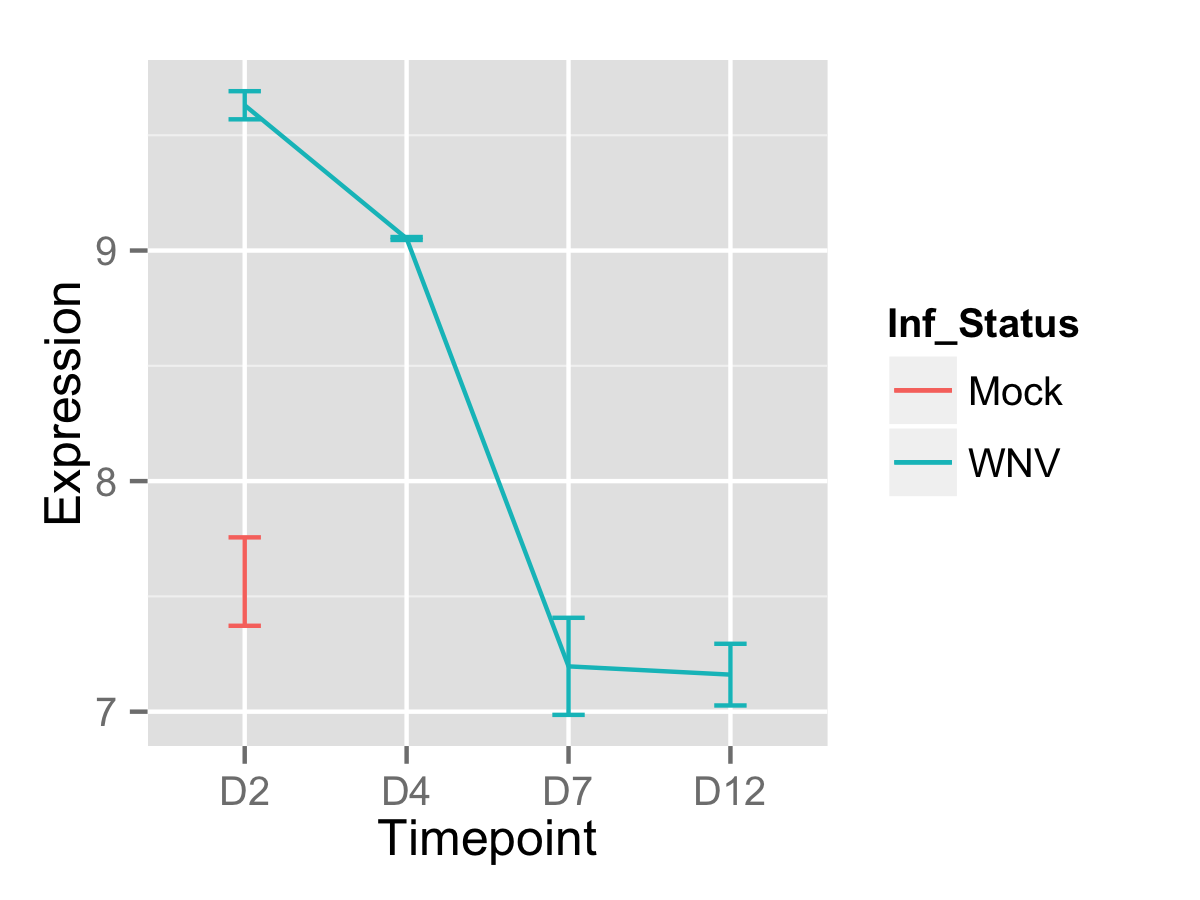 9
8
7
Expression
D2 D4 D7 D12
Timepoint
Inf_Status
Mock
WNV